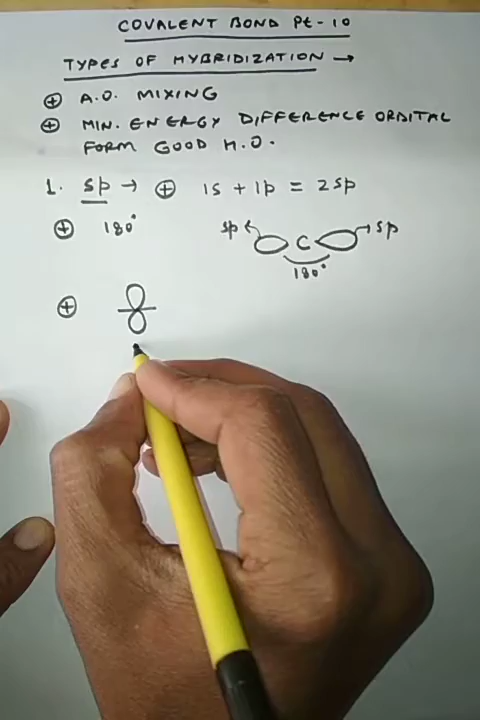 COVALENT BOND Pt-10
TYPES OF HYBRIDIZATION →
⊕ A.O. MIXING
⊕ MIN. ENERGY DIFFERENCE ORBITAL
FORM GOOD H.O.
1. sp → ⊕ 1s + 1p = 2sp
⊕ 180°
sp C sp
180°
⊕